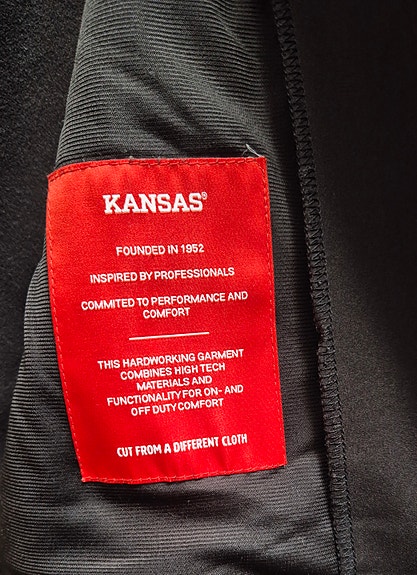 KANSAS®
FOUNDED IN 1952
INSPIRED BY PROFESSIONALS
COMMITED TO PERFORMANCE AND
COMFORT
THIS HARDWORKING GARMENT
COMBINES HIGH TECH
MATERIALS AND
FUNCTIONALITY FOR ON- AND
OFF DUTY COMFORT
CUT FROM A DIFFERENT CLOTH